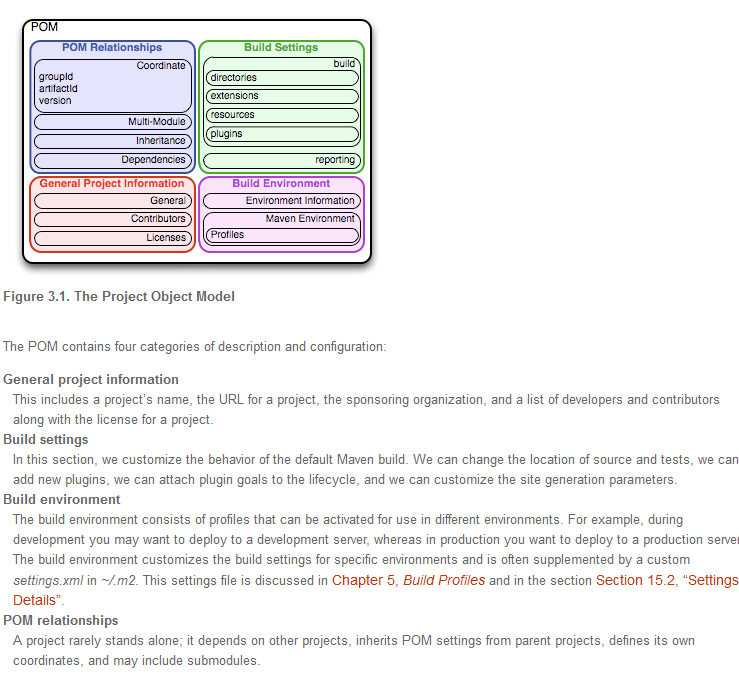 POM
POM Relationships
Coordinate
groupId
artifactId
version
Multi-Module
Inheritance
Dependencies
Build Settings
build
directories
extensions
resources
plugins
reporting
General Project Information
General
Contributors
Licenses
Build Environment
Environment Information
Maven Environment
Profiles
Figure 3.1. The Project Object Model
The POM contains four categories of description and configuration:
General project information
This includes a project's name, the URL for a project, the sponsoring organization, and a list of developers and contributors
along with the license for a project.
Build settings
In this section, we customize the behavior of the default Maven build. We can change the location of source and tests, we can
add new plugins, we can attach plugin goals to the lifecycle, and we can customize the site generation parameters.
Build environment
The build environment consists of profiles that can be activated for use in different environments. For example, during
development you may want to deploy to a development server, whereas in production you want to deploy to a production server
The build environment customizes the build settings for specific environments and is often supplemented by a custom
settings.xml in ~/.m2. This settings file is discussed in Chapter 5, Build Profiles and in the section Section 15.2, “Settings
Details”.
POM relationships
A project rarely stands alone; it depends on other projects, inherits POM settings from parent projects, defines its own
coordinates, and may include submodules.